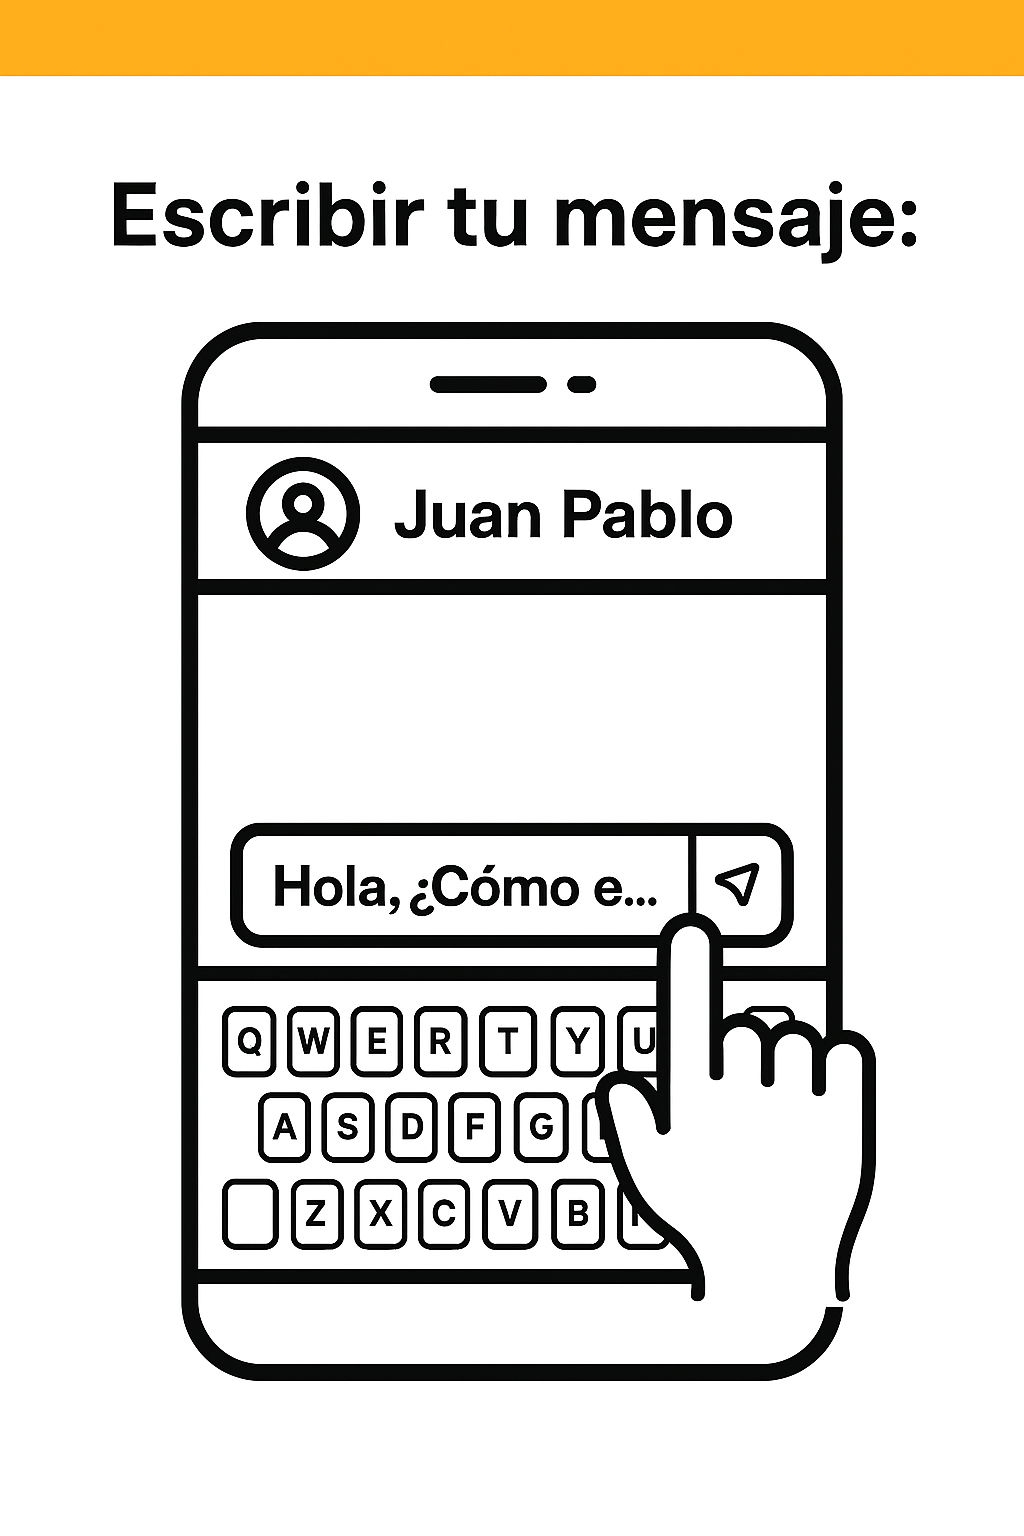 Escribir tu mensaje:
Juan Pablo
Hola, ¿Cómo e...
Q W E R T Y U
A S D F G
Z X C V B